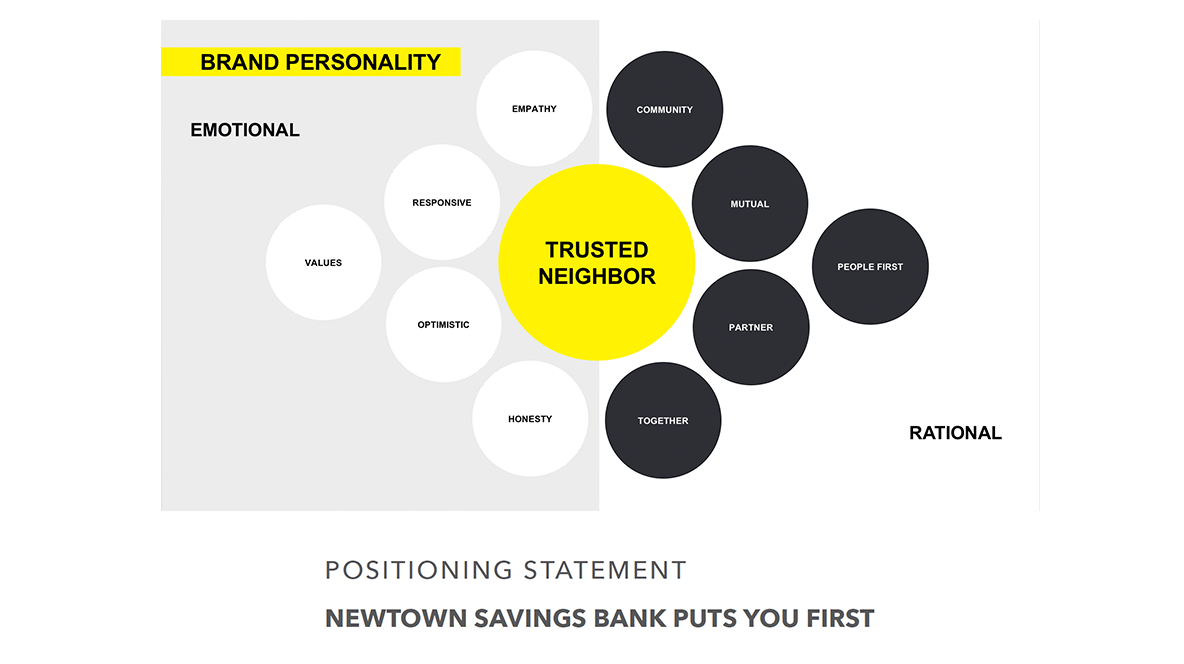 BRAND PERSONALITY
EMOTIONAL
EMPATHY
COMMUNITY
RESPONSIVE
MUTUAL
VALUES
TRUSTED
NEIGHBOR
PEOPLE FIRST
OPTIMISTIC
PARTNER
HONESTY
TOGETHER
RATIONAL
POSITIONING STATEMENT
NEWTOWN SAVINGS BANK PUTS YOU FIRST